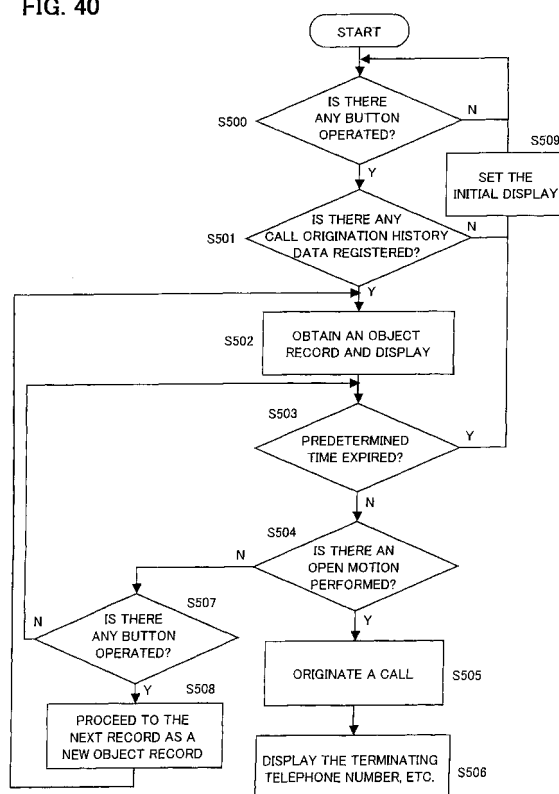 FIG. 40
START
S500
IS THERE
ANY BUTTON
OPERATED?
N
Y
S509
SET THE
INITIAL DISPLAY
S501
IS THERE ANY
CALL ORIGINATION HISTORY
DATA REGISTERED?
N
Y
S502
OBTAIN AN OBJECT
RECORD AND DISPLAY
S503
PREDETERMINED
TIME EXPIRED?
Y
N
S504
IS THERE AN
OPEN MOTION
PERFORMED?
N
Y
S507
IS THERE
ANY BUTTON
OPERATED?
N
Y
S508
PROCEED TO THE
NEXT RECORD AS A
NEW OBJECT RECORD
ORIGINATE A CALL
S505
DISPLAY THE TERMINATING
TELEPHONE NUMBER, ETC.
S506